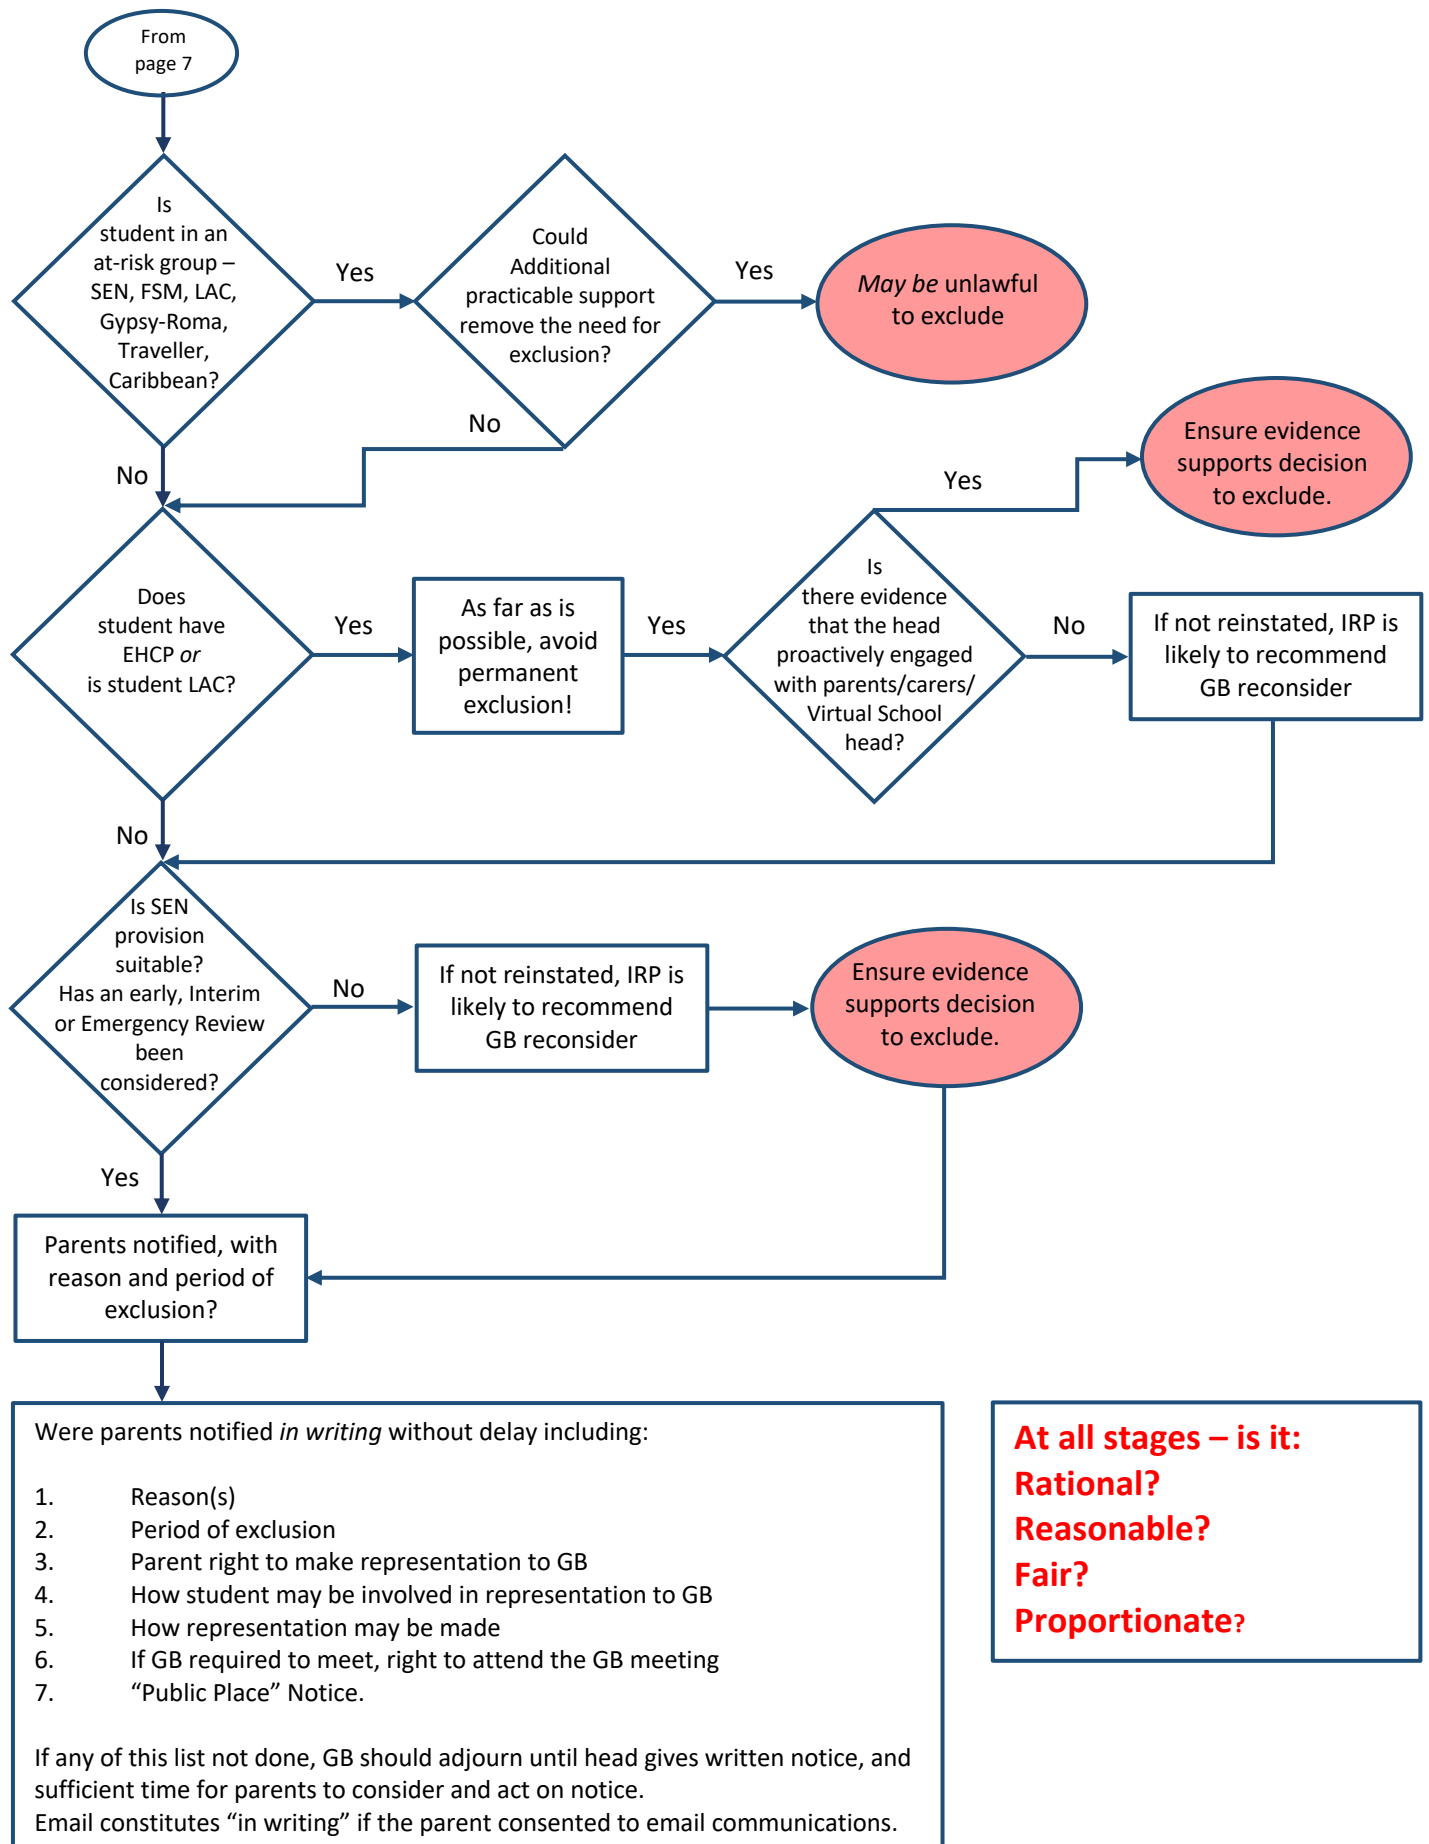 From
page 7
Is
student in an
at-risk group –
SEN, FSM, LAC,
Gypsy-Roma,
Traveller,
Caribbean?
Yes
Could
Additional
practicable support
remove the need for
exclusion?
Yes
May be unlawful
to exclude
No
No
Ensure evidence
supports decision
to exclude.
Yes
Does
student have
EHCP or
is student LAC?
Yes
As far as is
possible, avoid
permanent
exclusion!
Yes
Is
there evidence
that the head
proactively engaged
with parents/carers/
Virtual School
head?
No
If not reinstated, IRP is
likely to recommend
GB reconsider
No
Is SEN
provision
suitable?
Has an early, Interim
or Emergency Review
been
considered?
No
If not reinstated, IRP is
likely to recommend
GB reconsider
Ensure evidence
supports decision
to exclude.
Yes
Parents notified, with
reason and period of
exclusion?
Were parents notified in writing without delay including:
1. Reason(s)
2. Period of exclusion
3. Parent right to make representation to GB
4. How student may be involved in representation to GB
5. How representation may be made
6. If GB required to meet, right to attend the GB meeting
7. “Public Place” Notice.
If any of this list not done, GB should adjourn until head gives written notice, and
sufficient time for parents to consider and act on notice.
Email constitutes “in writing” if the parent consented to email communications.
At all stages – is it:
Rational?
Reasonable?
Fair?
Proportionate?